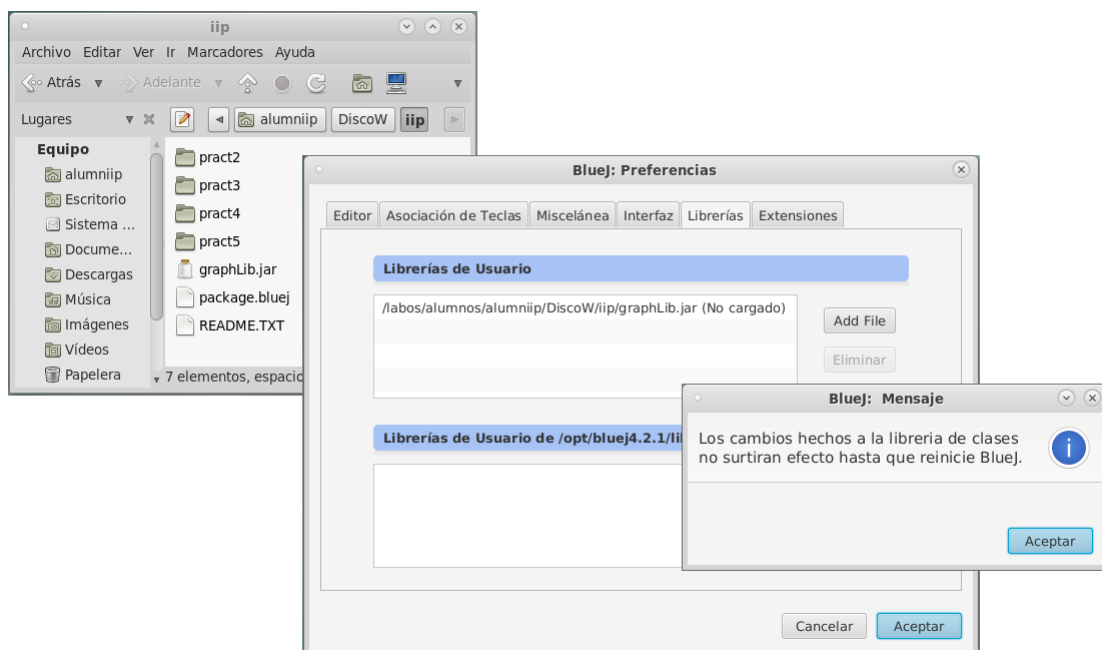 iip
Archivo Editar Ver Ir Marcadores Ayuda
Atrás Adelante
Lugares alumniip DiscoW iip
Equipo
alumniip
Escritorio
Sistema ...
Docume...
Descargas
Música
Imágenes
Vídeos
Papelera
pract2
pract3
pract4
pract5
graphLib.jar
package.bluej
README.TXT
7 elementos, espacio
BlueJ: Preferencias
Editor Asociación de Teclas Miscelánea Interfaz Librerías Extensiones
Librerías de Usuario
/labos/alumnos/alumniip/DiscoW/iip/graphLib.jar (No cargado)
Add File
Eliminar
Librerías de Usuario de /opt/bluej4.2.1/li
BlueJ: Mensaje
Los cambios hechos a la libreria de clases
no surtiran efecto hasta que reinicie BlueJ.
Aceptar
Cancelar Aceptar